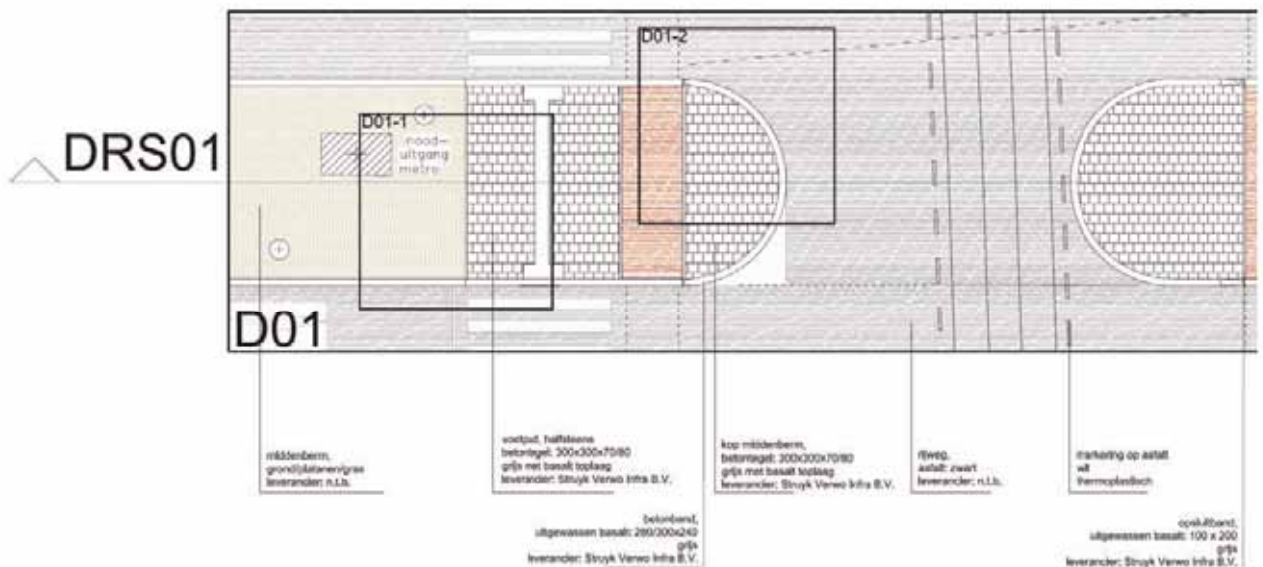 D01-2
D01-1
nood-
uitgang
metro
DRS01
D01
middenberm,
grond/platanen/gras
leverancier: n.t.b.
voetpad, halfsteens
betontegel: 300x300x70/80
grijs met basalt toplaag
leverancier: Struyk Verwo Infra B.V.
kop middenberm,
betontegel: 300x300x70/80
grijs met basalt toplaag
leverancier: Struyk Verwo Infra B.V.
rijweg,
asfalt: zwart
leverancier: n.t.b.
markering op asfalt
wit
thermoplastisch
betonband,
uitgewassen basalt: 280/300x240
grijs
leverancier: Struyk Verwo Infra B.V.
opsluitband,
uitgewassen basalt: 100 x 200
grijs
leverancier: Struyk Verwo Infra B.V.